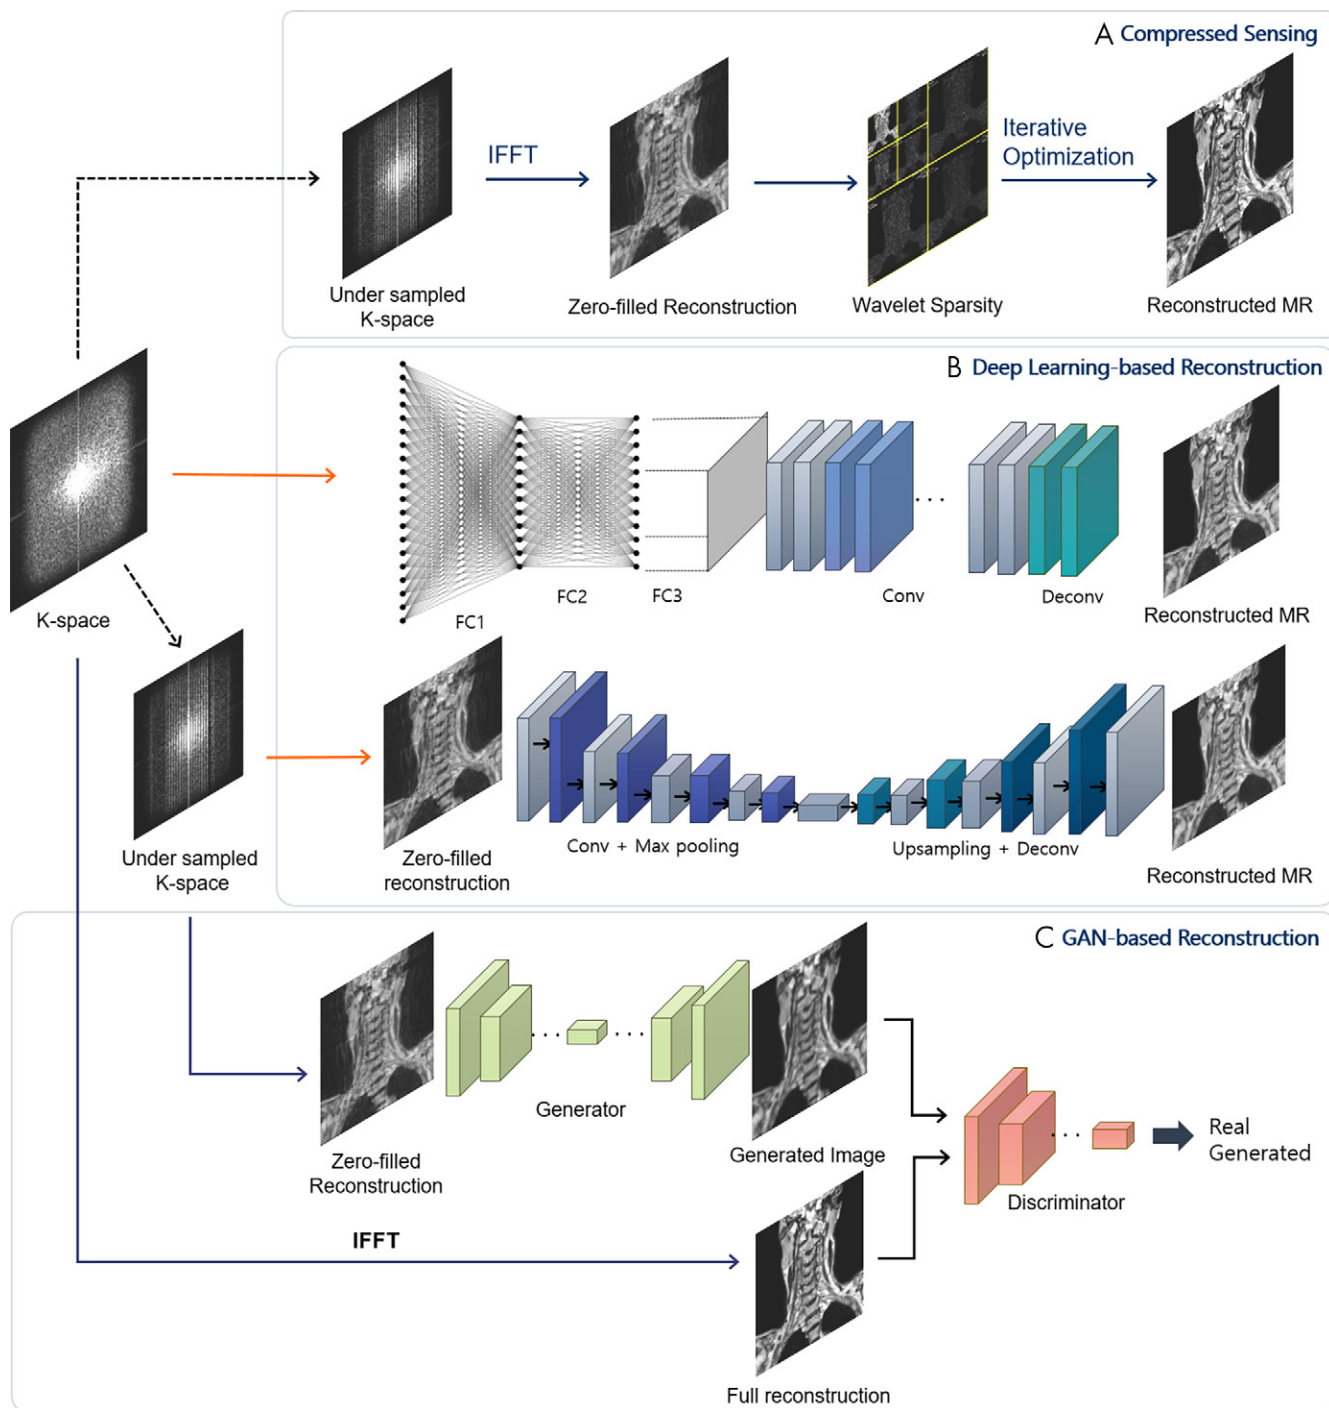 A Compressed Sensing
IFFT
Iterative
Optimization
Under sampled
K-space
Zero-filled Reconstruction
Wavelet Sparsity
Reconstructed MR
B Deep Learning-based Reconstruction
K-space
FC1
FC2
FC3
...
Conv
Deconv
Reconstructed MR
Under sampled
K-space
Zero-filled
reconstruction
Conv + Max pooling
Upsampling + Deconv
Reconstructed MR
C GAN-based Reconstruction
... ...
Generator
Zero-filled
Reconstruction
Generated Image
...
Real
Generated
Discriminator
IFFT
Full reconstruction